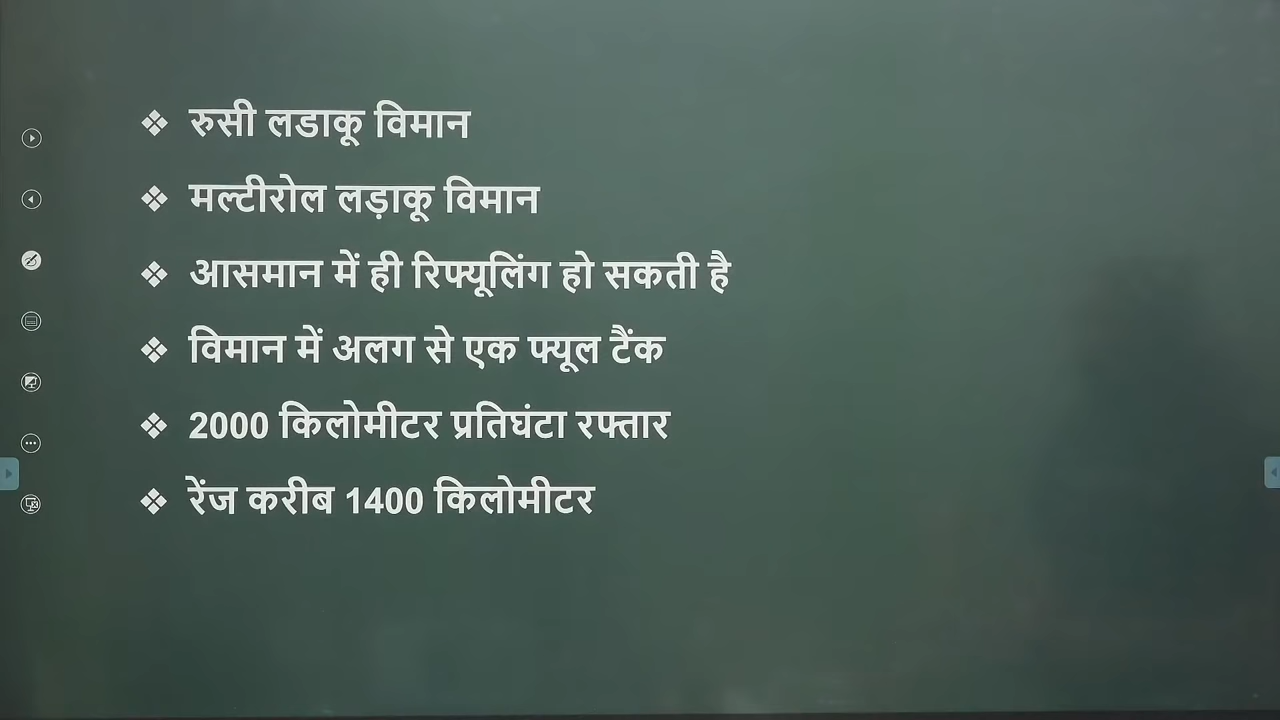 ❖ रुसी लडाकू विमान
❖ मल्टीरोल लड़ाकू विमान
❖ आसमान में ही रिफ्यूलिंग हो सकती है
❖ विमान में अलग से एक फ्यूल टैंक
❖ 2000 किलोमीटर प्रतिघंटा रफ्तार
❖ रेंज करीब 1400 किलोमीटर